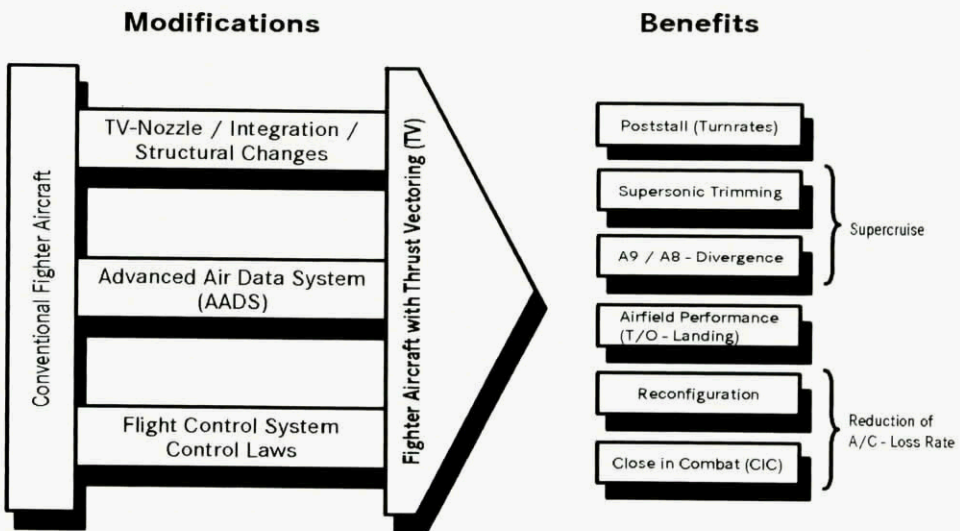 Modifications
Benefits
Conventional Fighter Aircraft
TV-Nozzle / Integration /
Structural Changes
Advanced Air Data System
(AADS)
Flight Control System
Control Laws
Fighter Aircraft with Thrust Vectoring (TV)
Poststall (Turnrates)
Supersonic Trimming
A9 / A8 - Divergence
Supercruise
Airfield Performance
(T/O - Landing)
Reconfiguration
Close in Combat (CIC)
Reduction of
A/C - Loss Rate